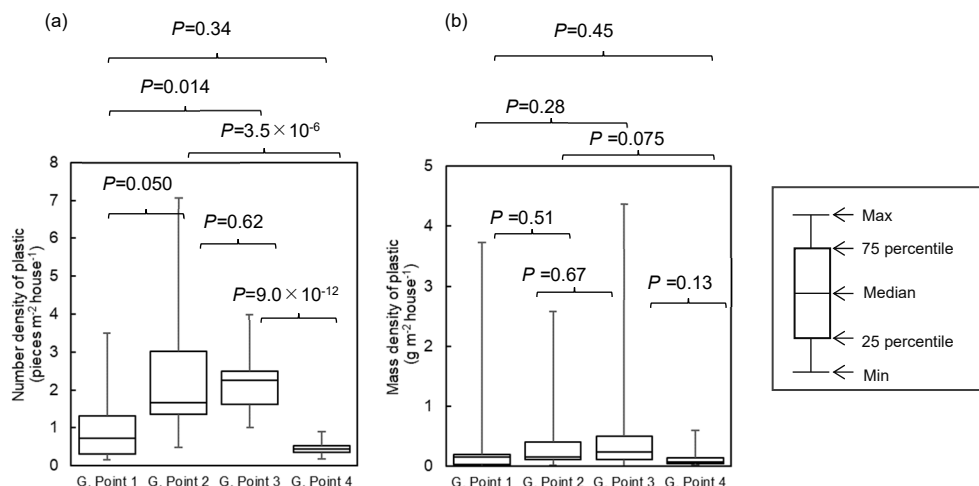 (a)
P=0.34
P=0.014
P=3.5×10⁻⁶
P=0.050
P=0.62
P=9.0×10⁻¹²
Number density of plastic
(pieces m⁻² house⁻¹)
8
7
6
5
4
3
2
1
0
G. Point 1 G. Point 2 G. Point 3 G. Point 4
(b)
P=0.45
P=0.28
P =0.075
P =0.51
P =0.67
P =0.13
Mass density of plastic
(g m⁻² house⁻¹)
5
4
3
2
1
0
G. Point 1 G. Point 2 G. Point 3 G. Point 4
Max
75 percentile
Median
25 percentile
Min